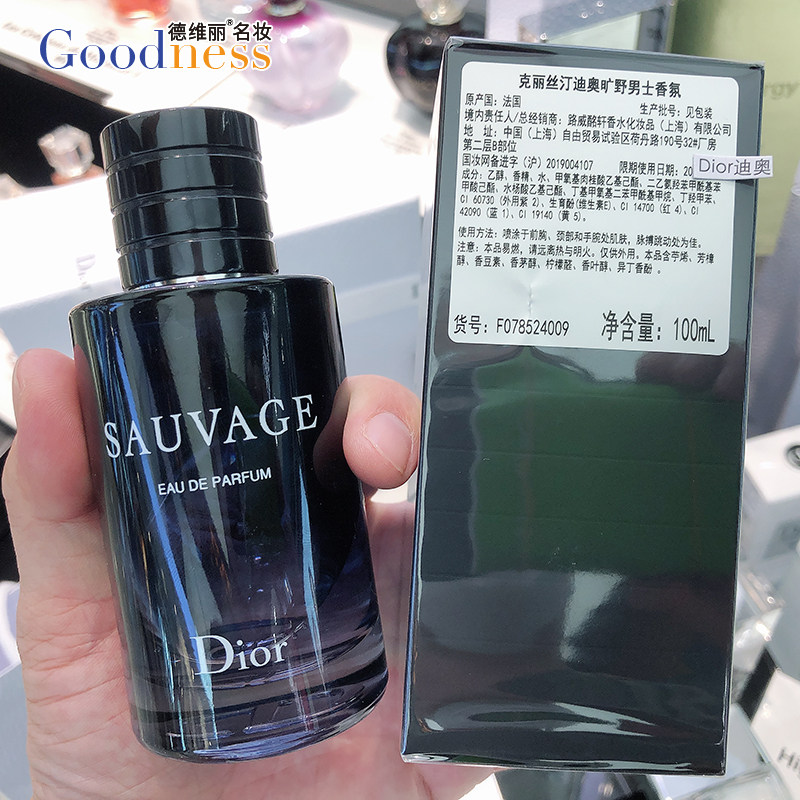 德维丽®名妆
Goodness
克丽丝汀迪奥旷野男士香氛
原产国：法国 生产批号：见包装
境内责任人/总经销商：路威酩轩香水化妆品（上海）有限公司
地 址：中国（上海）自由贸易试验区荷丹路190号32#厂房
第二层B部位
国妆网备进字（沪）2019004107 限期使用日期：20
Dior迪奥
成分：乙醇、香精、水、甲氧基肉桂酸乙基己酯、二乙氨羟苯甲酰基苯
甲酸己酯、水杨酸乙基己酯、丁基甲氧基二苯甲酰基甲烷、丁羟甲苯、
CI 60730 (外用紫 2)、生育酚(维生素E)、CI 14700 (红 4)、CI
42090 (蓝 1)、CI 19140 (黄 5)。
使用方法：喷涂于前胸、颈部和手腕处肌肤，脉搏跳动处为佳。
注意：本品易燃，请远离热与明火。仅供外用。本品含苧烯、芳樟
醇、香豆素、香茅醇、柠檬醛、香叶醇、异丁香酚。
货号：F078524009 净含量：100mL
SAUVAGE
EAU DE PARFUM
Dior